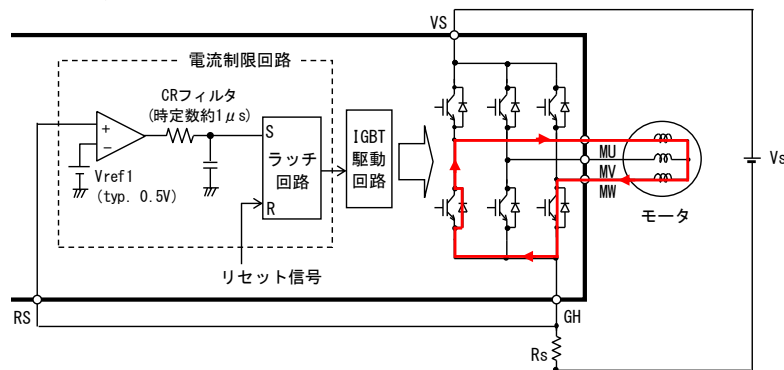 VS
電流制限回路
CRフィルタ
(時定数約1μs)
+
−
Vref1
(typ. 0.5V)
S
ラッチ
回路
R
リセット信号
IGBT
駆動
回路
MU
MV
MW
モータ
Vs
RS
GH
Rs